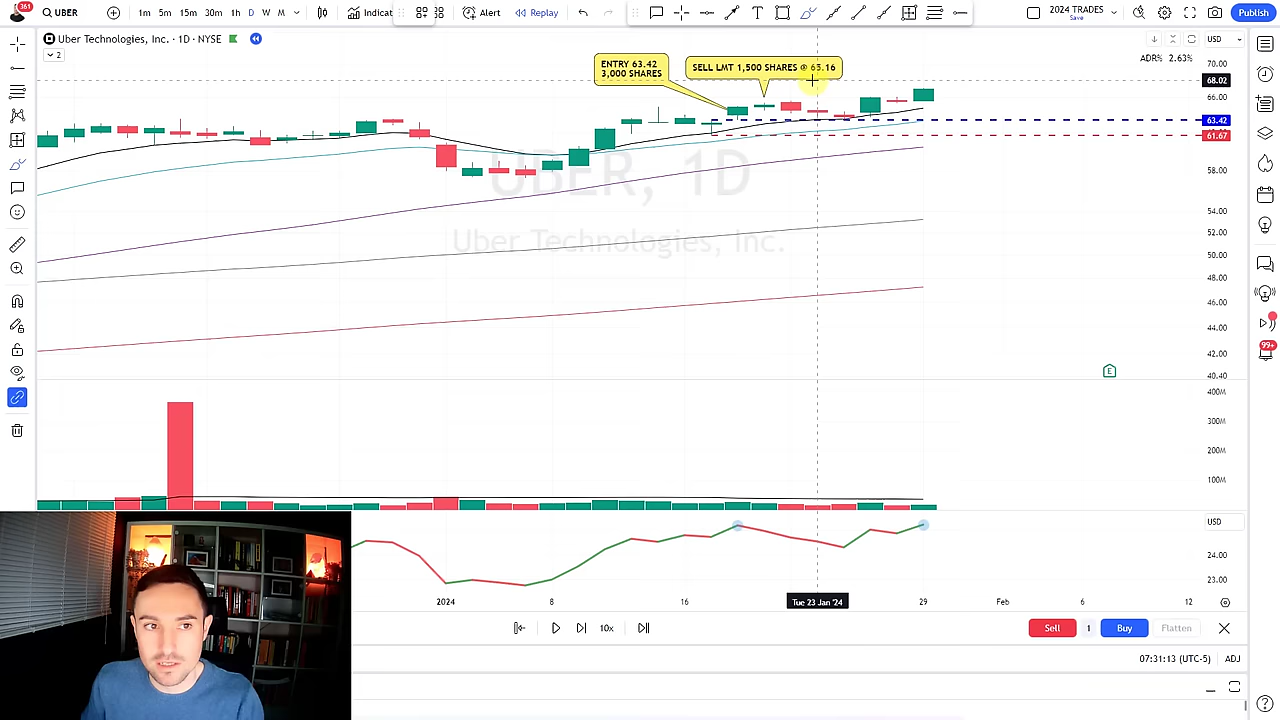 361
UBER
1m 5m 15m 30m 1h D W M
Indicat
Alert
Replay
2024 TRADES
Save
Publish
Uber Technologies, Inc. · 1D · NYSE
2
USD
ADR% 2.63%
ENTRY 63.42
3,000 SHARES
SELL LMT 1,500 SHARES @ 65.16
UBER, 1D
Uber Technologies, Inc.
70.00
68.02
66.00
63.42
61.67
58.00
54.00
52.00
50.00
48.00
46.00
44.00
42.00
40.40
E
99+
400M
300M
200M
100M
USD
24.00
23.00
2024 8 16 Tue 23 Jan '24 29 Feb 6 12
10x
Sell 1 Buy Flatten
07:31:13 (UTC-5) ADJ